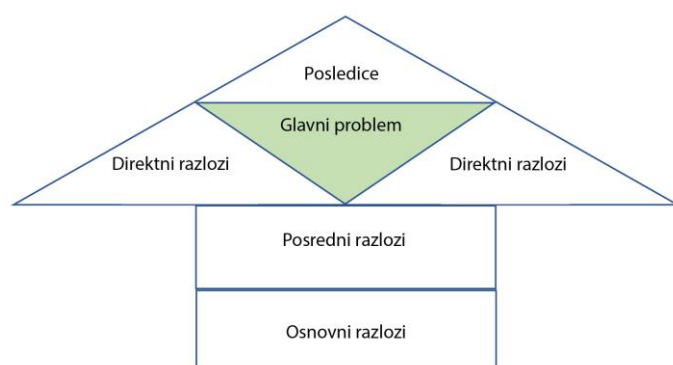 Posledice
Glavni problem
Direktni razlozi
Direktni razlozi
Posredni razlozi
Osnovni razlozi